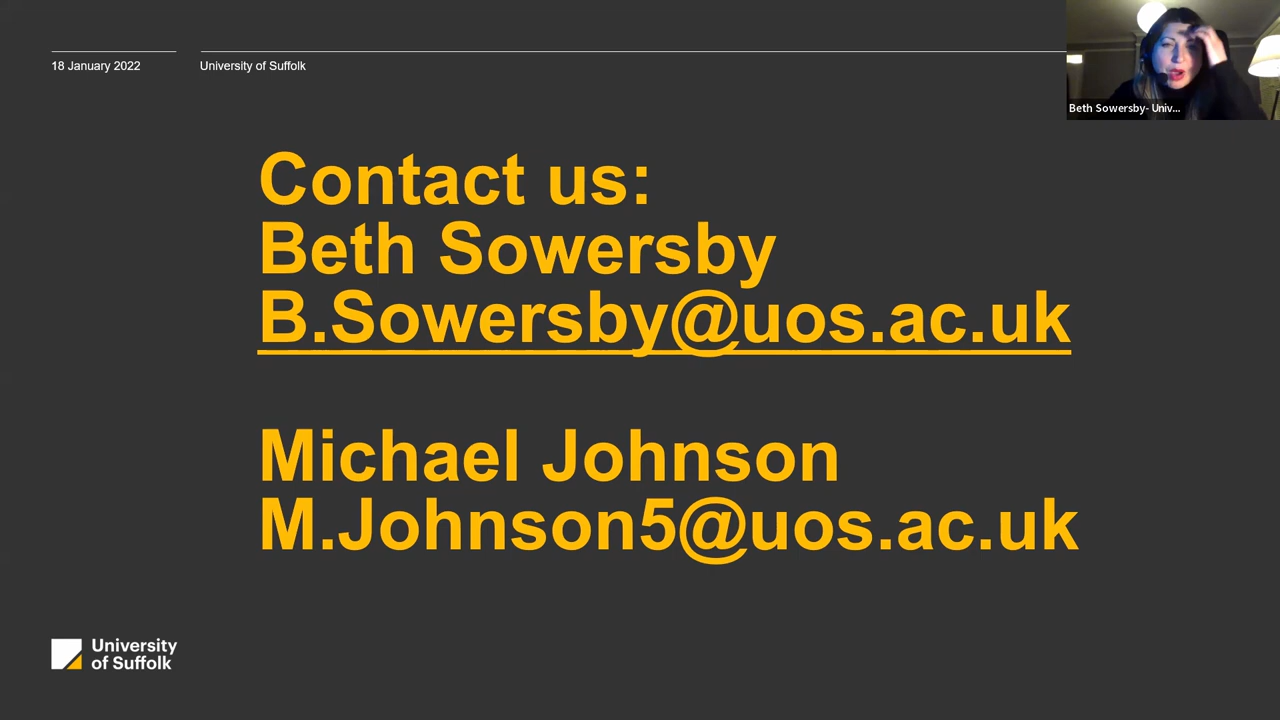 18 January 2022
University of Suffolk
Beth Sowersby- Univ...
Contact us:
Beth Sowersby
B.Sowersby@uos.ac.uk
Michael Johnson
M.Johnson5@uos.ac.uk
University
of Suffolk